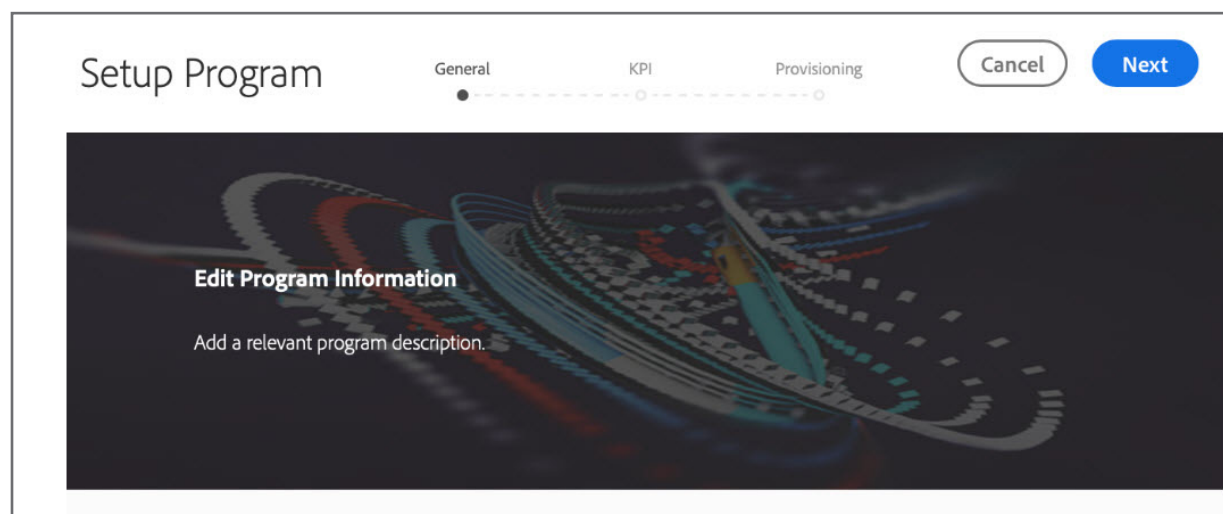 Setup Program
General
KPI
Provisioning
Cancel
Next
Edit Program Information
Add a relevant program description.